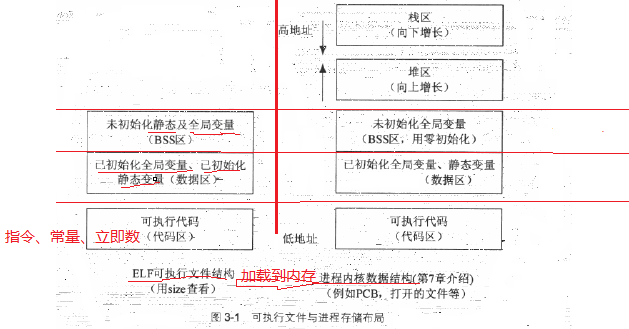 高地址
栈区
(向下增长)
堆区
(向上增长)
未初始化静态及全局变量
(BSS区)
未初始化全局变量
(BSS区,用零初始化)
已初始化全局变量、已初始化
静态变量(数据区)
已初始化全局变量、静态变量
(数据区)
指令、常量、立即数
可执行代码
(代码区)
低地址
可执行代码
(代码区)
ELF可执行文件结构
(用size查看)
加载到内存
进程内核数据结构(第7章介绍)
(例如PCB,打开的文件等)
图 3-1 可执行文件与进程存储布局